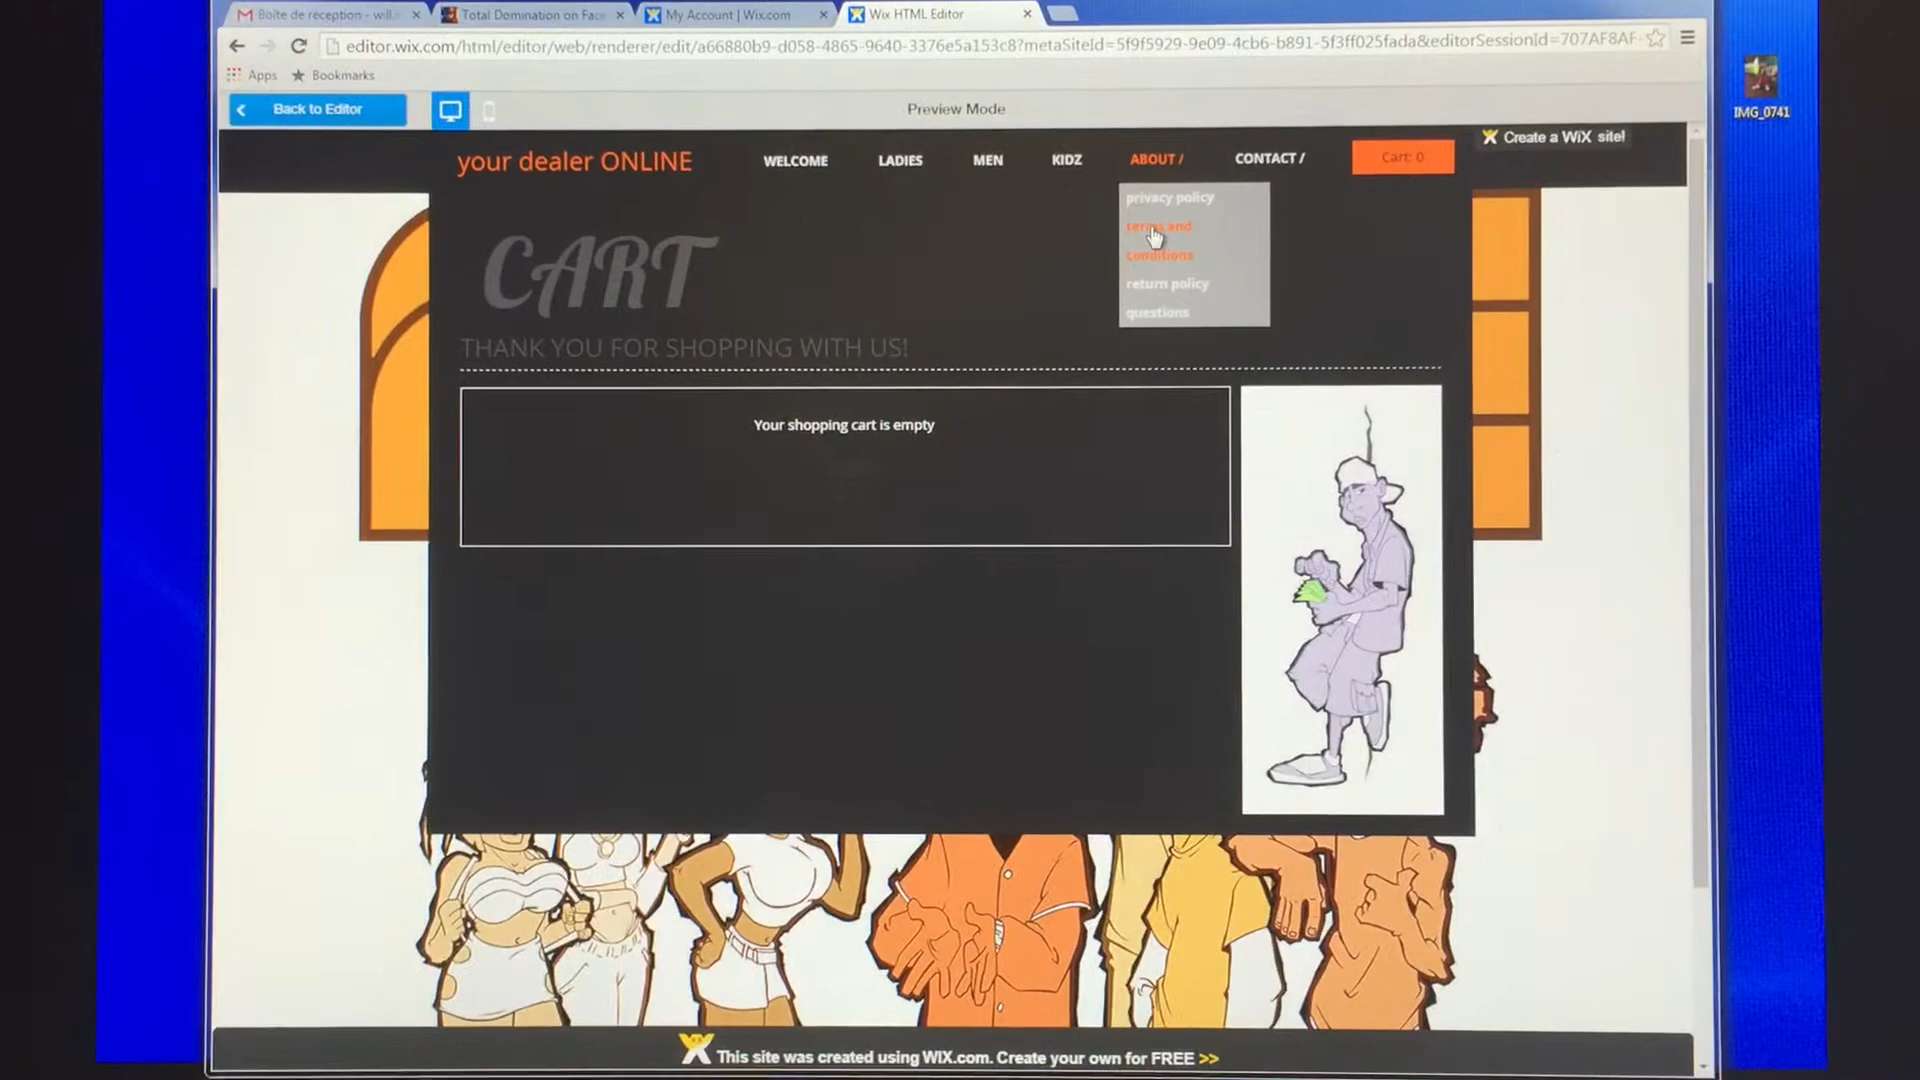 Boîte de reception - will.
Total Domination on Face
My Account | Wix.com
Wix HTML Editor
editor.wix.com/html/editor/web/renderer/edit/a66880b9-d058-4865-9640-3376e5a153c8?metaSiteId=5f9f5929-9e09-4cb6-b891-5f3ff025fada&editorSessionId=707AF8AF-
Apps
Bookmarks
Back to Editor
Preview Mode
IMG_0741
Create a WiX site!
your dealer ONLINE
WELCOME
LADIES
MEN
KIDZ
ABOUT /
CONTACT /
Cart: 0
privacy policy
terms and
conditions
return policy
questions
CART
THANK YOU FOR SHOPPING WITH US!
Your shopping cart is empty
This site was created using WIX.com. Create your own for FREE >>